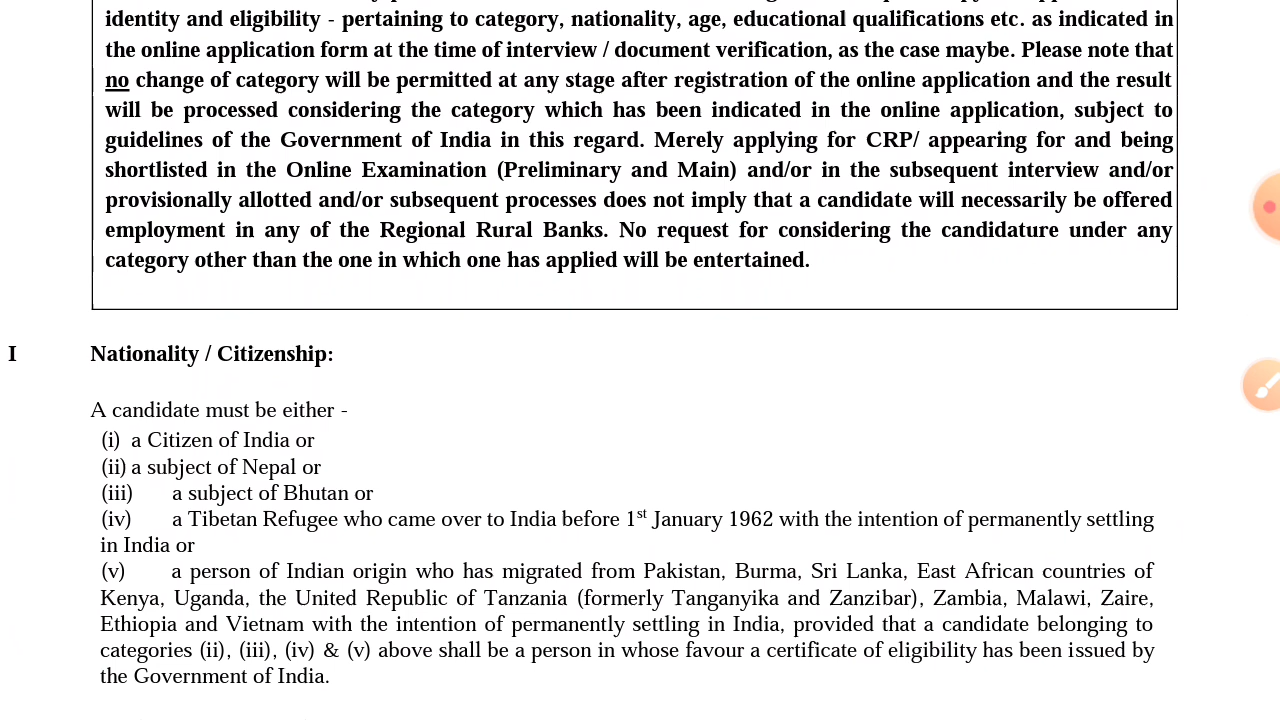 identity and eligibility - pertaining to category, nationality, age, educational qualifications etc. as indicated in
the online application form at the time of interview / document verification, as the case maybe. Please note that
no change of category will be permitted at any stage after registration of the online application and the result
will be processed considering the category which has been indicated in the online application, subject to
guidelines of the Government of India in this regard. Merely applying for CRP/ appearing for and being
shortlisted in the Online Examination (Preliminary and Main) and/or in the subsequent interview and/or
provisionally allotted and/or subsequent processes does not imply that a candidate will necessarily be offered
employment in any of the Regional Rural Banks. No request for considering the candidature under any
category other than the one in which one has applied will be entertained.
I Nationality / Citizenship:
A candidate must be either -
(i) a Citizen of India or
(ii) a subject of Nepal or
(iii) a subject of Bhutan or
(iv) a Tibetan Refugee who came over to India before 1st January 1962 with the intention of permanently settling
in India or
(v) a person of Indian origin who has migrated from Pakistan, Burma, Sri Lanka, East African countries of
Kenya, Uganda, the United Republic of Tanzania (formerly Tanganyika and Zanzibar), Zambia, Malawi, Zaire,
Ethiopia and Vietnam with the intention of permanently settling in India, provided that a candidate belonging to
categories (ii), (iii), (iv) & (v) above shall be a person in whose favour a certificate of eligibility has been issued by
the Government of India.